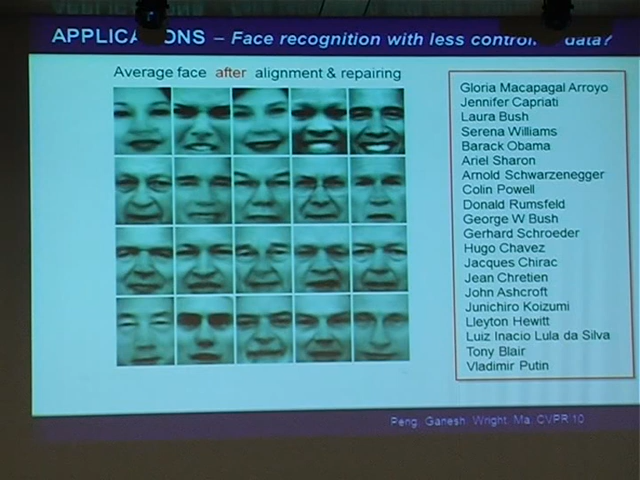 APPLICATIONS – Face recognition with less control data?
Average face after alignment & repairing
Gloria Macapagal Arroyo
Jennifer Capriati
Laura Bush
Serena Williams
Barack Obama
Ariel Sharon
Arnold Schwarzenegger
Colin Powell
Donald Rumsfeld
George W Bush
Gerhard Schroeder
Hugo Chavez
Jacques Chirac
Jean Chretien
John Ashcroft
Junichiro Koizumi
Lleyton Hewitt
Luiz Inacio Lula da Silva
Tony Blair
Vladimir Putin
Peng, Ganesh, Wright, Ma, CVPR 10